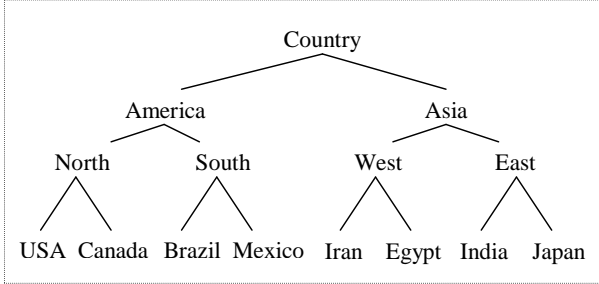 Country
America Asia
North South West East
USA Canada Brazil Mexico Iran Egypt India Japan